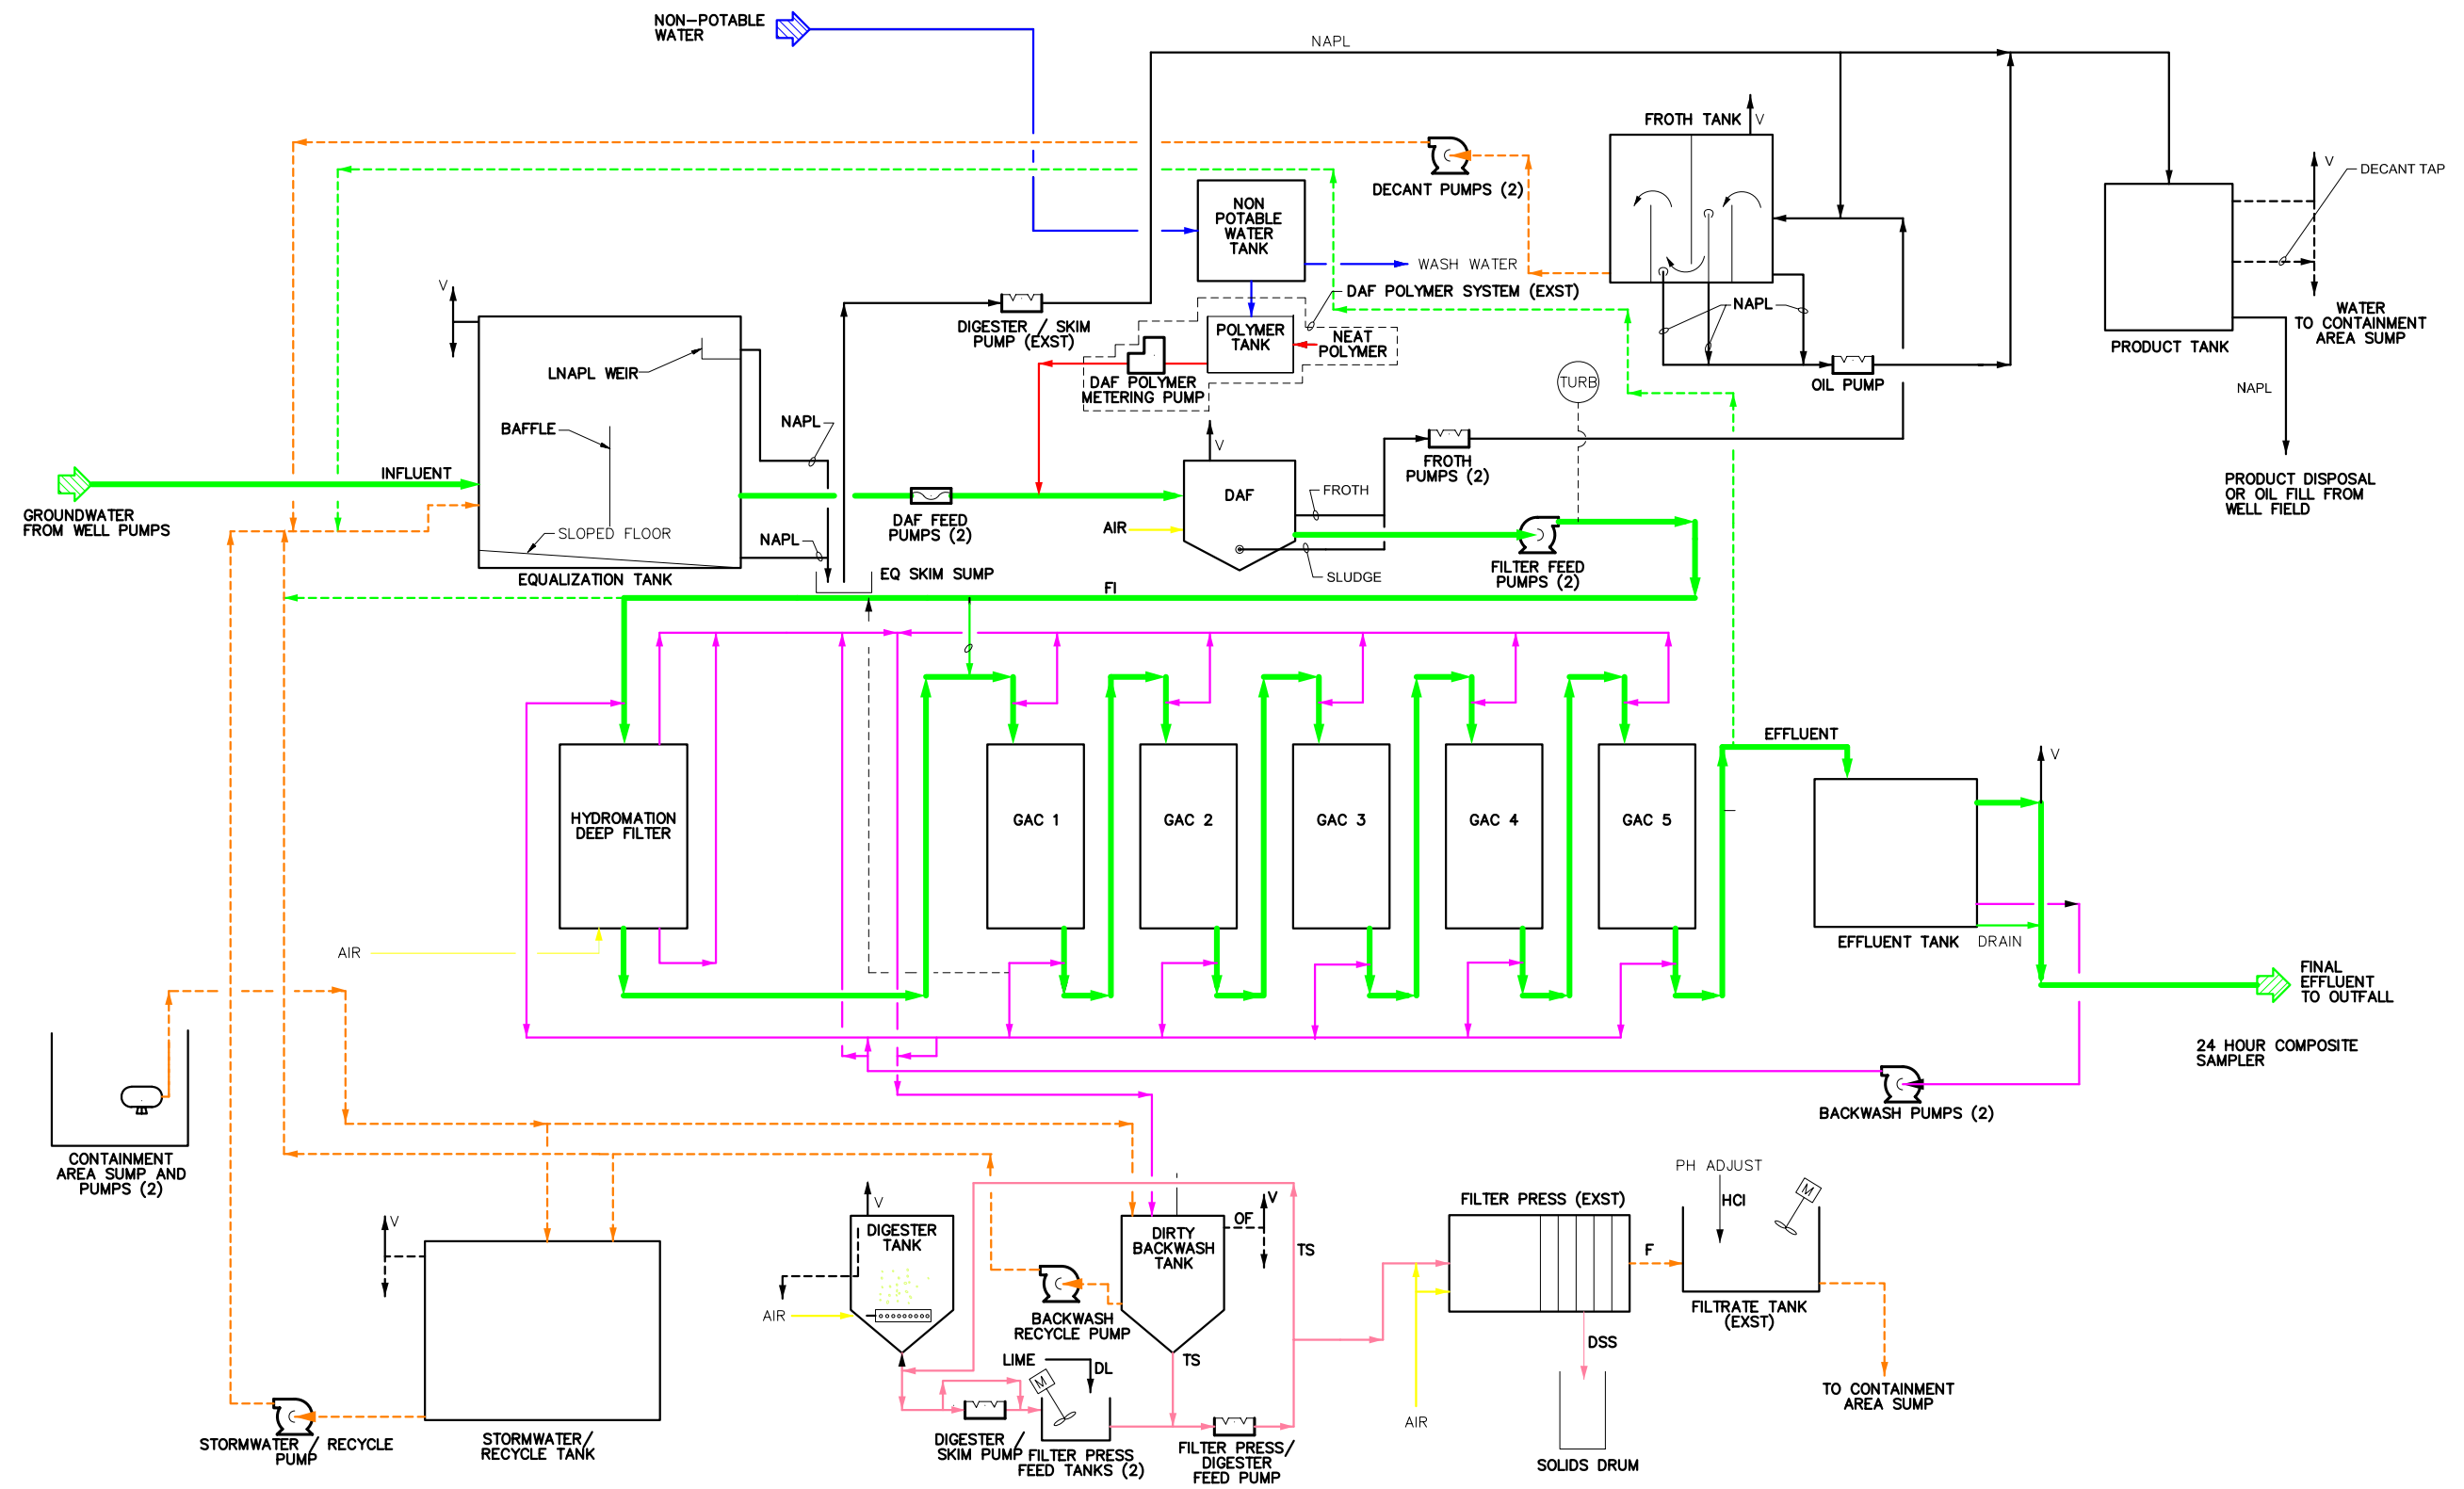 NON-POTABLE
WATER
NAPL
FROTH TANK
V
DECANT PUMPS (2)
V
DECANT TAP
NON
POTABLE
WATER
TANK
WASH WATER
V
DAF POLYMER SYSTEM (EXST)
NAPL
WATER
TO CONTAINMENT
AREA SUMP
DIGESTER / SKIM
PUMP (EXST)
POLYMER
TANK
NEAT
POLYMER
PRODUCT TANK
LNAPL WEIR
DAF POLYMER
METERING PUMP
TURB
OIL PUMP
NAPL
NAPL
BAFFLE
V
FROTH
PUMPS (2)
INFLUENT
DAF
FROTH
PRODUCT DISPOSAL
OR OIL FILL FROM
WELL FIELD
GROUNDWATER
FROM WELL PUMPS
DAF FEED
PUMPS (2)
AIR
SLOPED FLOOR
NAPL
FILTER FEED
PUMPS (2)
EQUALIZATION TANK
EQ SKIM SUMP
SLUDGE
FI
EFFLUENT
V
HYDROMATION
DEEP FILTER
GAC 1
GAC 2
GAC 3
GAC 4
GAC 5
EFFLUENT TANK
DRAIN
AIR
FINAL
EFFLUENT
TO OUTFALL
24 HOUR COMPOSITE
SAMPLER
BACKWASH PUMPS (2)
CONTAINMENT
AREA SUMP AND
PUMPS (2)
V
V
DIGESTER
TANK
DIRTY
BACKWASH
TANK
OF
V
TS
FILTER PRESS (EXST)
PH ADJUST
HCl
M
F
AIR
BACKWASH
RECYCLE PUMP
FILTRATE TANK
(EXST)
LIME
DL
TS
DSS
M
AIR
TO CONTAINMENT
AREA SUMP
STORMWATER / RECYCLE
PUMP
STORMWATER/
RECYCLE TANK
DIGESTER /
SKIM PUMP
FILTER PRESS
FEED TANKS (2)
FILTER PRESS/
DIGESTER
FEED PUMP
SOLIDS DRUM